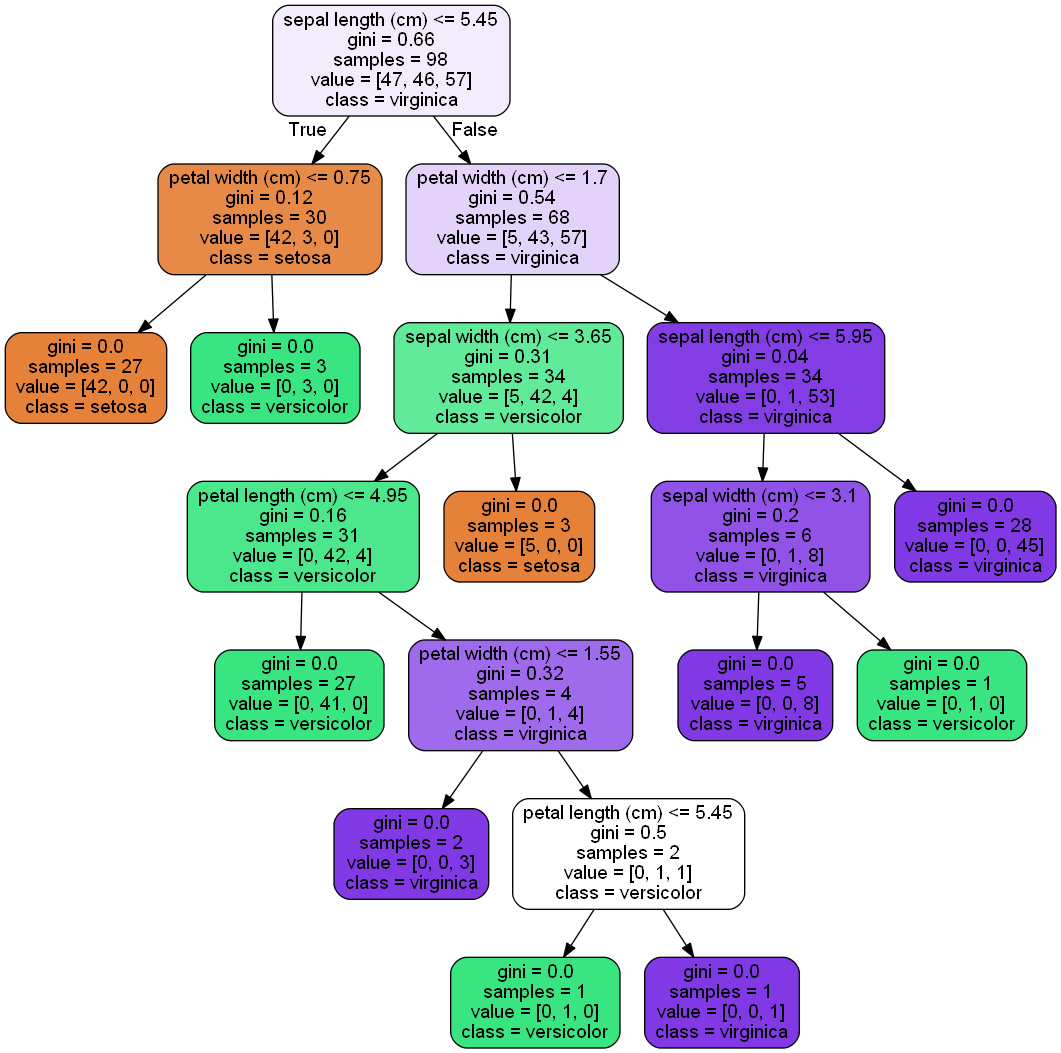 sepal length (cm) <= 5.45
gini = 0.66
samples = 98
value = [47, 46, 57]
class = virginica
True
False
petal width (cm) <= 0.75
gini = 0.12
samples = 30
value = [42, 3, 0]
class = setosa
petal width (cm) <= 1.7
gini = 0.54
samples = 68
value = [5, 43, 57]
class = virginica
gini = 0.0
samples = 27
value = [42, 0, 0]
class = setosa
gini = 0.0
samples = 3
value = [0, 3, 0]
class = versicolor
sepal width (cm) <= 3.65
gini = 0.31
samples = 34
value = [5, 42, 4]
class = versicolor
sepal length (cm) <= 5.95
gini = 0.04
samples = 34
value = [0, 1, 53]
class = virginica
petal length (cm) <= 4.95
gini = 0.16
samples = 31
value = [0, 42, 4]
class = versicolor
gini = 0.0
samples = 3
value = [5, 0, 0]
class = setosa
sepal width (cm) <= 3.1
gini = 0.2
samples = 6
value = [0, 1, 8]
class = virginica
gini = 0.0
samples = 28
value = [0, 0, 45]
class = virginica
gini = 0.0
samples = 27
value = [0, 41, 0]
class = versicolor
petal width (cm) <= 1.55
gini = 0.32
samples = 4
value = [0, 1, 4]
class = virginica
gini = 0.0
samples = 5
value = [0, 0, 8]
class = virginica
gini = 0.0
samples = 1
value = [0, 1, 0]
class = versicolor
gini = 0.0
samples = 2
value = [0, 0, 3]
class = virginica
petal length (cm) <= 5.45
gini = 0.5
samples = 2
value = [0, 1, 1]
class = versicolor
gini = 0.0
samples = 1
value = [0, 1, 0]
class = versicolor
gini = 0.0
samples = 1
value = [0, 0, 1]
class = virginica